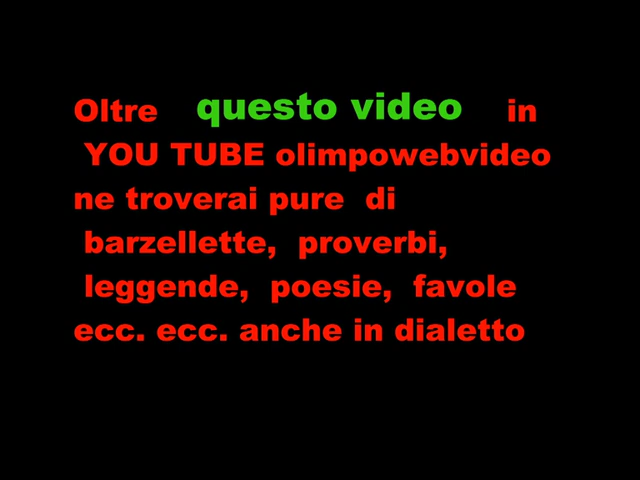 Oltre questo video in
YOU TUBE olimpowebvideo
ne troverai pure di
barzellette, proverbi,
leggende, poesie, favole
ecc. ecc. anche in dialetto